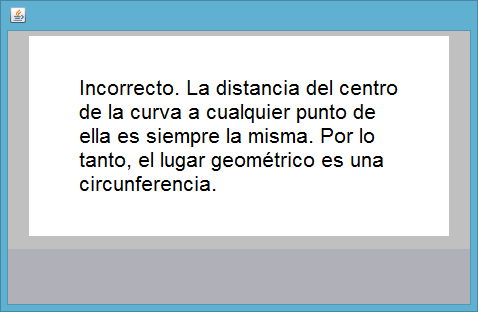 Incorrecto. La distancia del centro
de la curva a cualquier punto de
ella es siempre la misma. Por lo
tanto, el lugar geométrico es una
circunferencia.